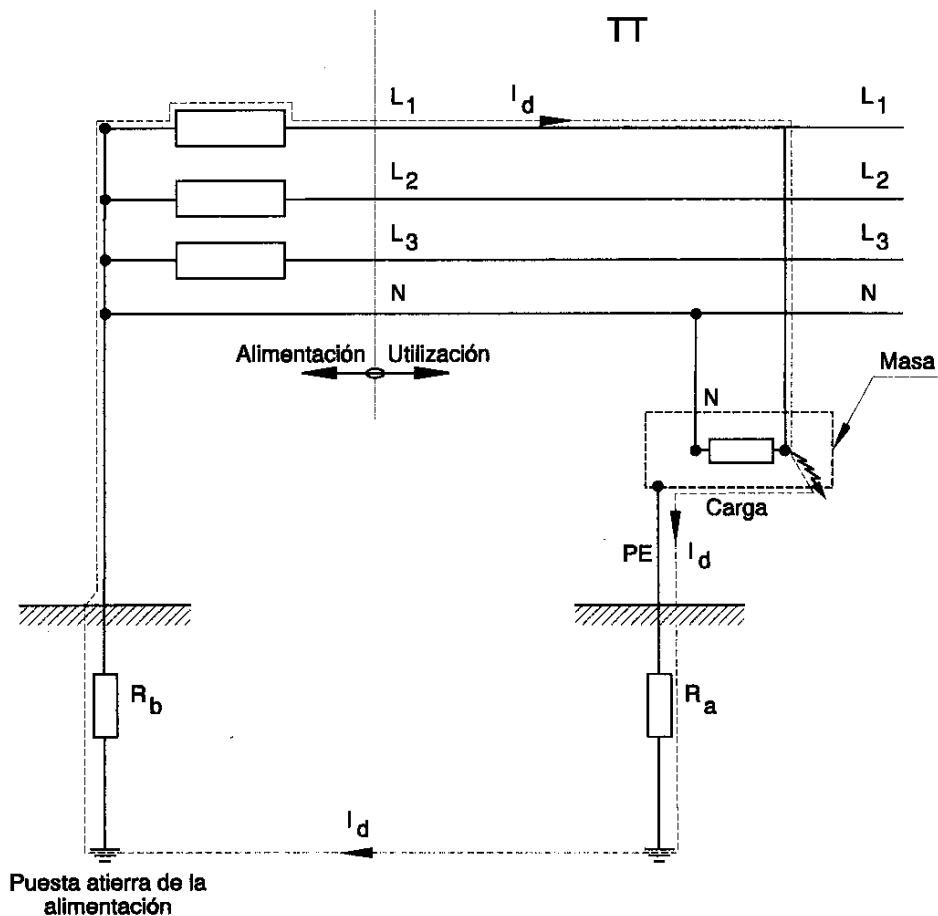 TT
L1 Id L1
L2 L2
L3 L3
N N
Alimentación Utilización
Masa
N
Carga
PE Id
Rb Ra
Id
Puesta atierra de la
alimentación